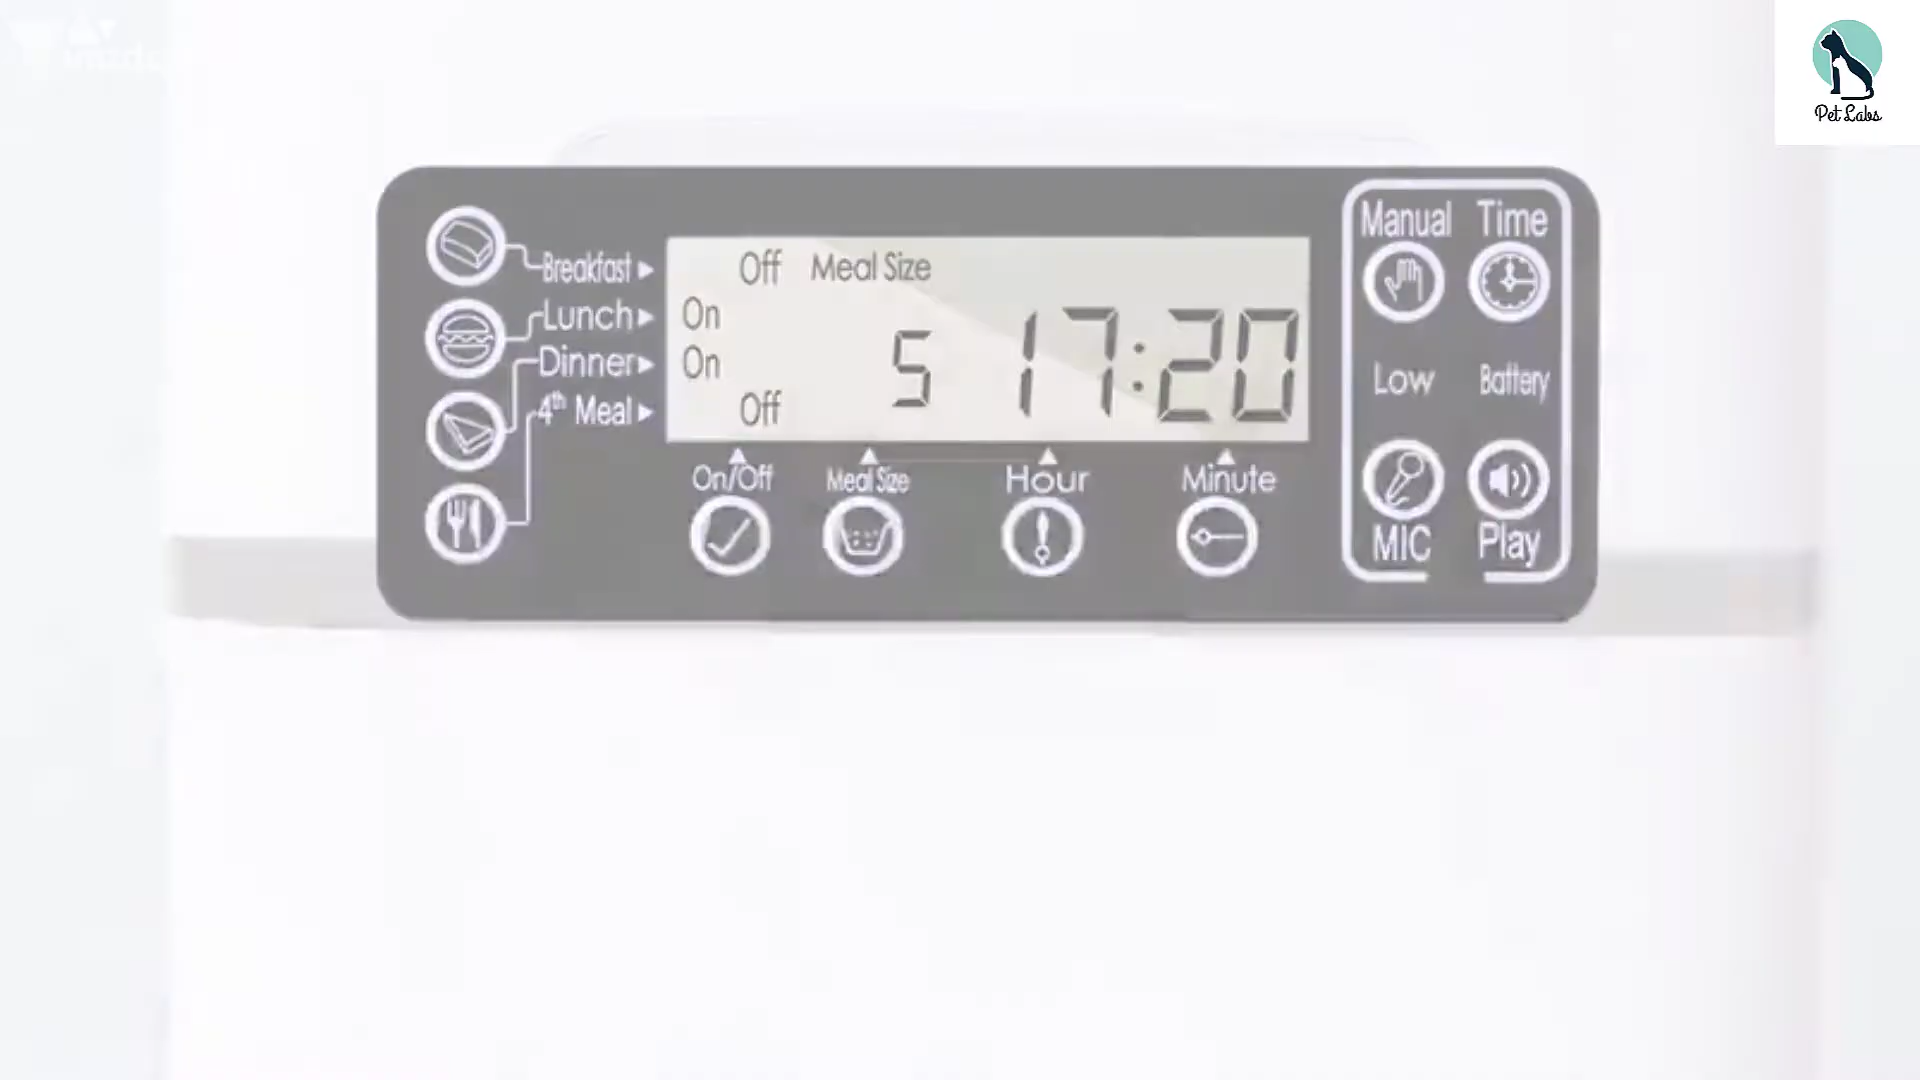 Pet Labs
Manual Time
Breakfast
Off Meal Size
Lunch
On
Dinner
On
5 17:20
4th Meal
Off
Low Battery
On/Off Meal Size Hour Minute
MIC Play